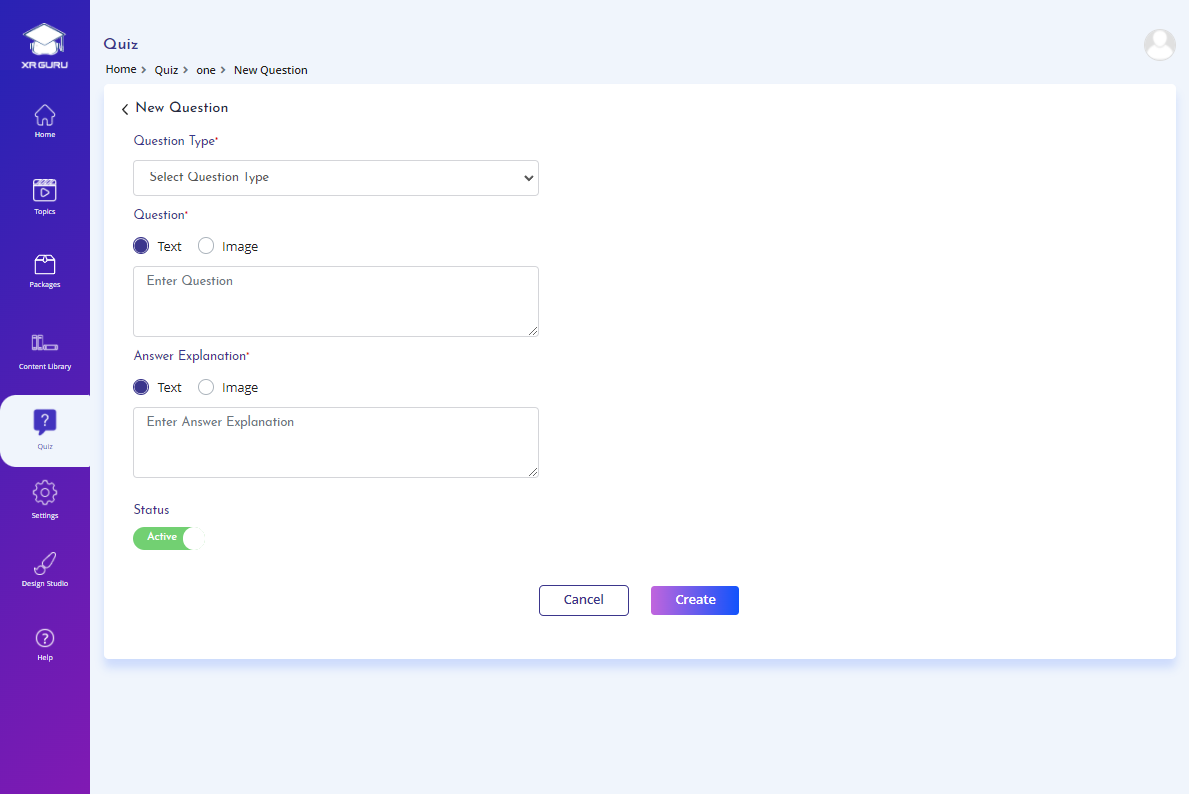 XR GURU
Home
Topics
Packages
Content Library
?
Quiz
Settings
Design Studio
?
Help
Quiz
Home > Quiz > one > New Question
New Question
Question Type*
Select Question Type
Question*
Text Image
Enter Question
Answer Explanation*
Text Image
Enter Answer Explanation
Status
Active
Cancel Create